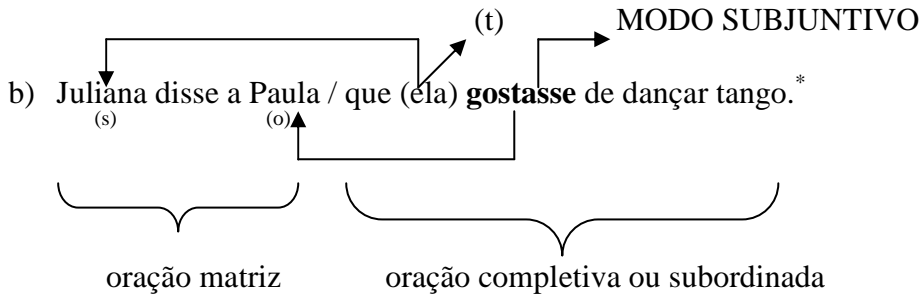 (t) MODO SUBJUNTIVO
b) Juliana disse a Paula / que (ela) gostasse de dançar tango.*
(s) (o)
oração matriz oração completiva ou subordinada